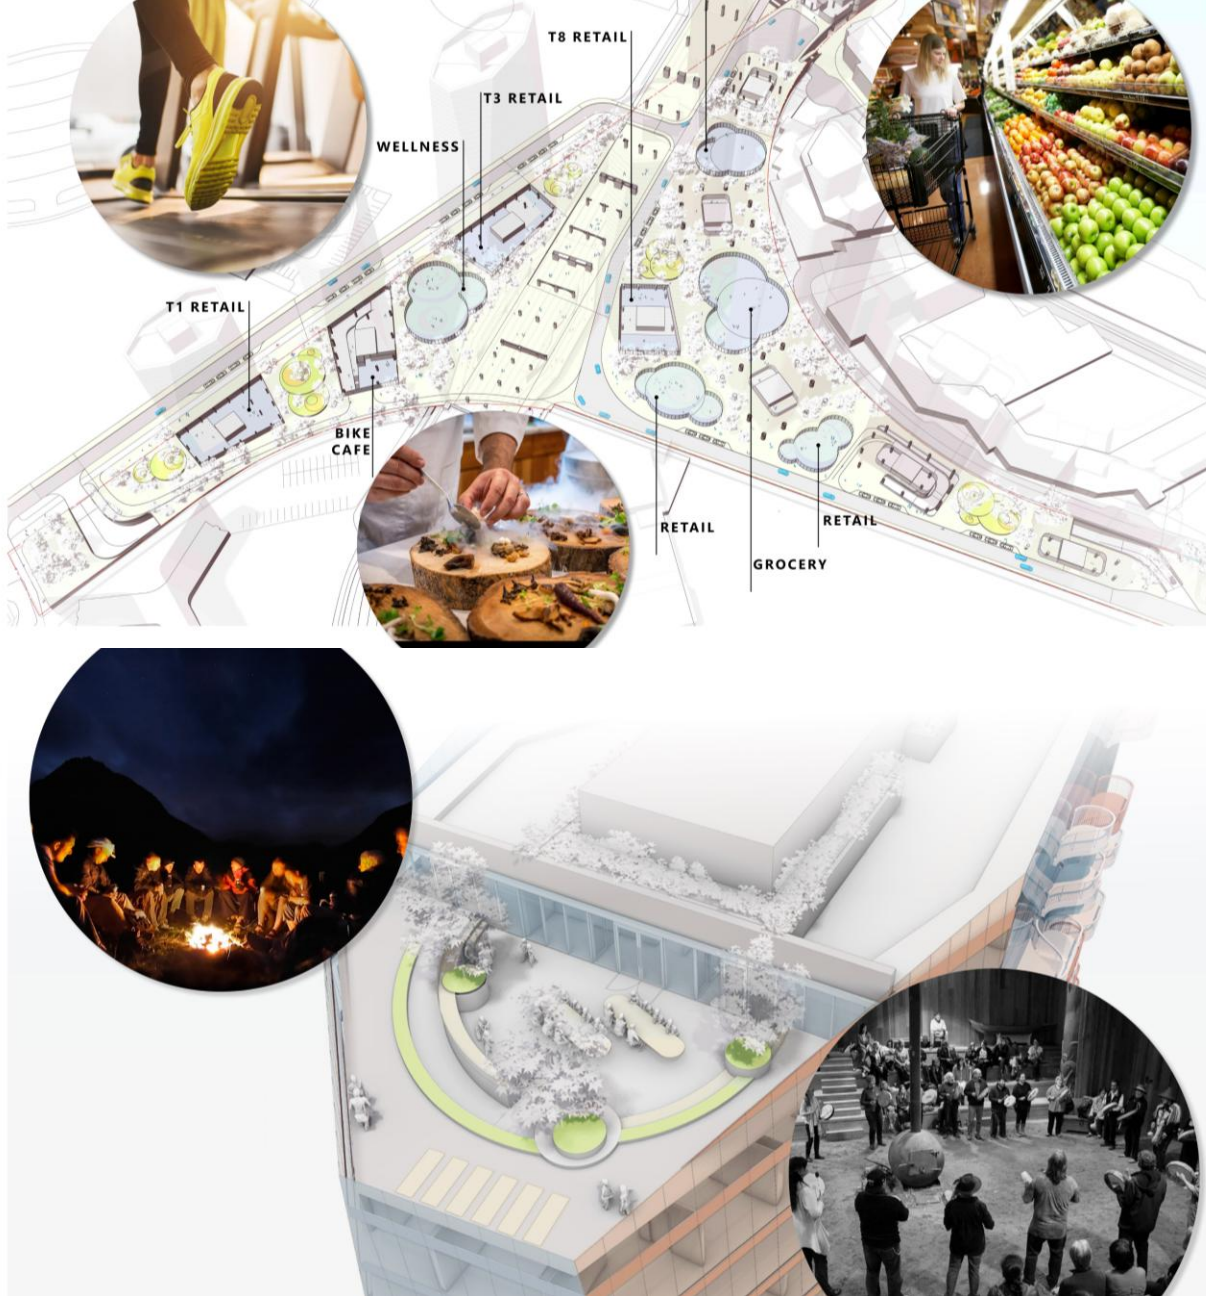 T8 RETAIL
T3 RETAIL
WELLNESS
T1 RETAIL
BIKE
CAFE
RETAIL
RETAIL
GROCERY